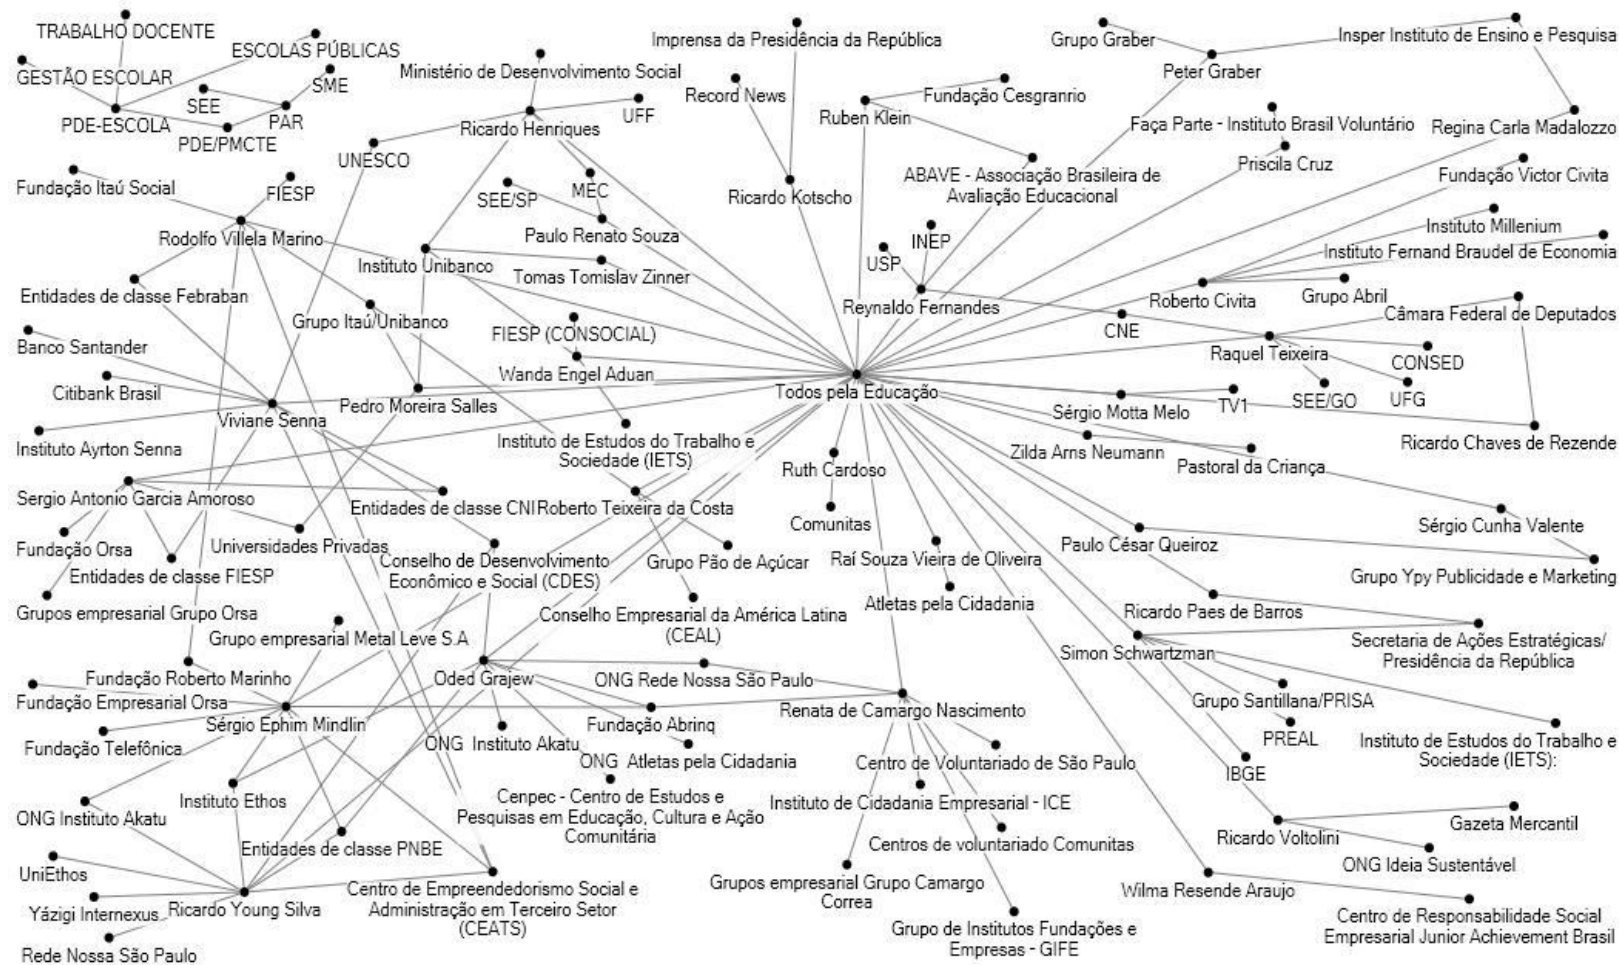 TRABALHO DOCENTE
ESCOLAS PÚBLICAS
GESTÃO ESCOLAR
SME
SEE
PAR
PDE-ESCOLA
PDE/PMCTE
Imprensa da Presidência da República
Grupo Graber
Insper Instituto de Ensino e Pesquisa
Ministério de Desenvolvimento Social
Peter Graber
Record News
Fundação Cesgranrio
UFF
Ruben Klein
Ricardo Henriques
Faça Parte - Instituto Brasil Voluntário
Regina Carla Madalozzo
UNESCO
Priscila Cruz
Fundação Itaú Social
FIESP
MEC
SEE/SP
Ricardo Kotscho
ABAVE - Associação Brasileira de
Avaliação Educacional
Fundação Victor Civita
Instituto Millenium
Rodolfo Villela Marino
Paulo Renato Souza
INEP
USP
Instituto Fernand Braudel de Economia
Instituto Unibanco
Tomas Tomislav Zinner
Entidades de classe Febraban
Reynaldo Fernandes
Roberto Civita
Grupo Abril
Câmara Federal de Deputados
Grupo Itaú/Unibanco
FIESP (CONSOCIAL)
CNE
Banco Santander
Raquel Teixeira
CONSED
Wanda Engel Aduan
Citibank Brasil
Todos pela Educação
Pedro Moreira Salles
Sérgio Motta Melo
TV1
SEE/GO
UFG
Viviane Senna
Instituto Ayrton Senna
Instituto de Estudos do Trabalho e
Sociedade (IETS)
Zilda Arns Neumann
Ricardo Chaves de Rezende
Ruth Cardoso
Pastoral da Criança
Sergio Antonio Garcia Amoroso
Entidades de classe CNI
Roberto Teixeira da Costa
Comunitas
Sérgio Cunha Valente
Fundação Orsa
Universidades Privadas
Conselho de Desenvolvimento
Econômico e Social (CDES)
Grupo Pão de Açúcar
Raí Souza Vieira de Oliveira
Paulo César Queiroz
Entidades de classe FIESP
Grupo Ypy Publicidade e Marketing
Grupos empresarial Grupo Orsa
Atletas pela Cidadania
Conselho Empresarial da América Latina
(CEAL)
Ricardo Paes de Barros
Grupo empresarial Metal Leve S.A
Secretaria de Ações Estratégicas/
Presidência da República
Simon Schwartzman
Fundação Roberto Marinho
Oded Grajew
ONG Rede Nossa São Paulo
Fundação Empresarial Orsa
Grupo Santillana/PRISA
Renata de Camargo Nascimento
Sérgio Ephim Mindlin
Fundação Abrinq
PREAL
Fundação Telefônica
ONG Instituto Akatu
Instituto de Estudos do Trabalho e
Sociedade (IETS):
ONG Atletas pela Cidadania
Centro de Voluntariado de São Paulo
IBGE
Instituto Ethos
Cenpec - Centro de Estudos e
Pesquisas em Educação, Cultura e Ação
Comunitária
Instituto de Cidadania Empresarial - ICE
ONG Instituto Akatu
Gazeta Mercantil
Ricardo Voltolini
Entidades de classe PNBE
Centros de voluntariado Comunitas
ONG Ideia Sustentável
UniEthos
Grupos empresarial Grupo Camargo
Correa
Wilma Resende Araujo
Centro de Empreendedorismo Social e
Administração em Terceiro Setor
(CEATS)
Yázigi Internexus
Ricardo Young Silva
Centro de Responsabilidade Social
Empresarial Junior Achievement Brasil
Grupo de Institutos Fundações e
Empresas - GIFE
Rede Nossa São Paulo